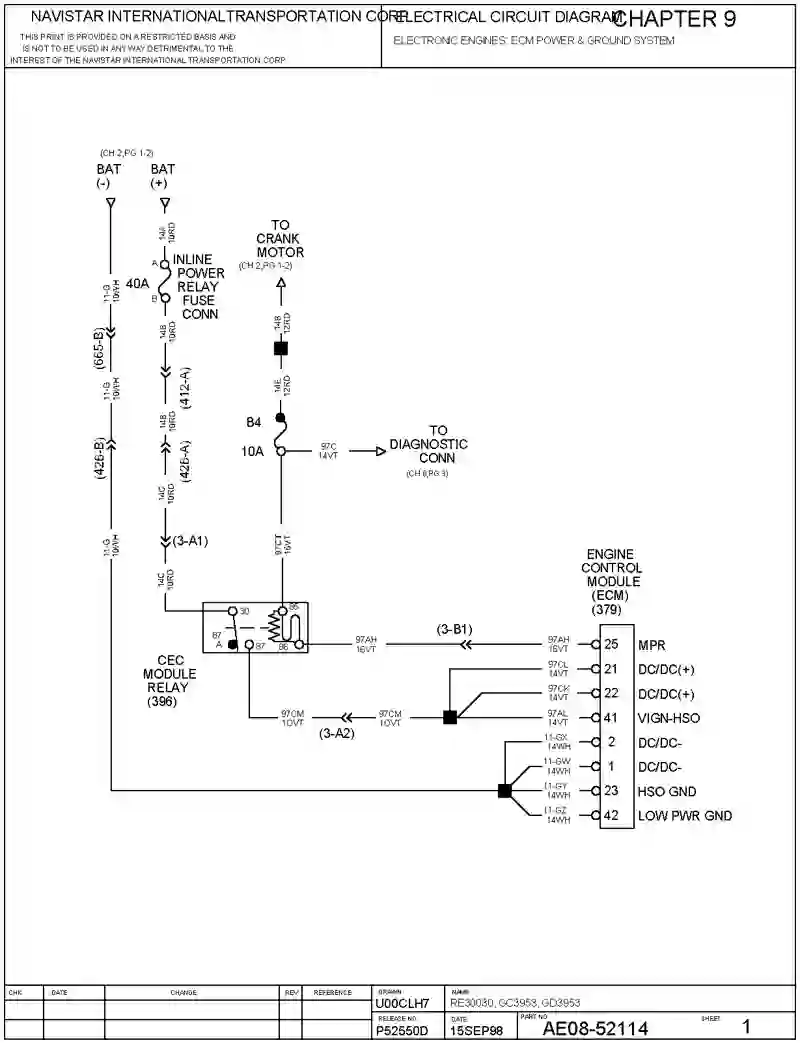 NAVISTAR INTERNATIONAL TRANSPORTATION CORP.
THIS PRINT IS PROVIDED ON A RESTRICTED BASIS AND
IS NOT TO BE USED IN ANY WAY DETRIMENTAL TO THE
INTEREST OF THE NAVISTAR INTERNATIONAL TRANSPORTATION CORP
ELECTRICAL CIRCUIT DIAGRAM
CHAPTER 9
ELECTRONIC ENGINES: ECM POWER & GROUND SYSTEM
(CH 2,PG 1-2)
BAT
(-)
BAT
(+)
10RD
A
INLINE
POWER
RELAY
FUSE
CONN
40A
B
11-G
10WH
(665-B)
14B
10RD
(412-A)
11-G
10WH
14B
10RD
(426-B)
(426-A)
14C
10RD
(3-A1)
11-G
10WH
14C
10RD
TO
CRANK
MOTOR
(CH 2,PG 1-2)
14B
12RD
14E
12RD
B4
10A
97C
14VT
TO
DIAGNOSTIC
CONN
97CT
16VT
30
85
87
A
87
86
CEC
MODULE
RELAY
(396)
97AH
16VT
(3-B1)
97CM
10VT
(3-A2)
97CM
10VT
ENGINE
CONTROL
MODULE
(ECM)
(379)
97AH
16VT
25
MPR
97CL
14VT
21
DC/DC(+)
97CK
14VT
22
DC/DC(+)
97AL
14VT
41
VIGN-HSO
11-GX
14WH
2
DC/DC-
11-GW
14WH
1
DC/DC-
11-GY
14WH
23
HSO GND
11-GZ
14WH
42
LOW PWR GND
CHK
DATE
CHANGE
REV
REFERENCE
DRAWN
U00CLH7
NAME
RE30030, GC3953, GD3953
RELEASE NO.
P52550D
DATE
15SEP98
PART NO
AE08-52114
SHEET
1